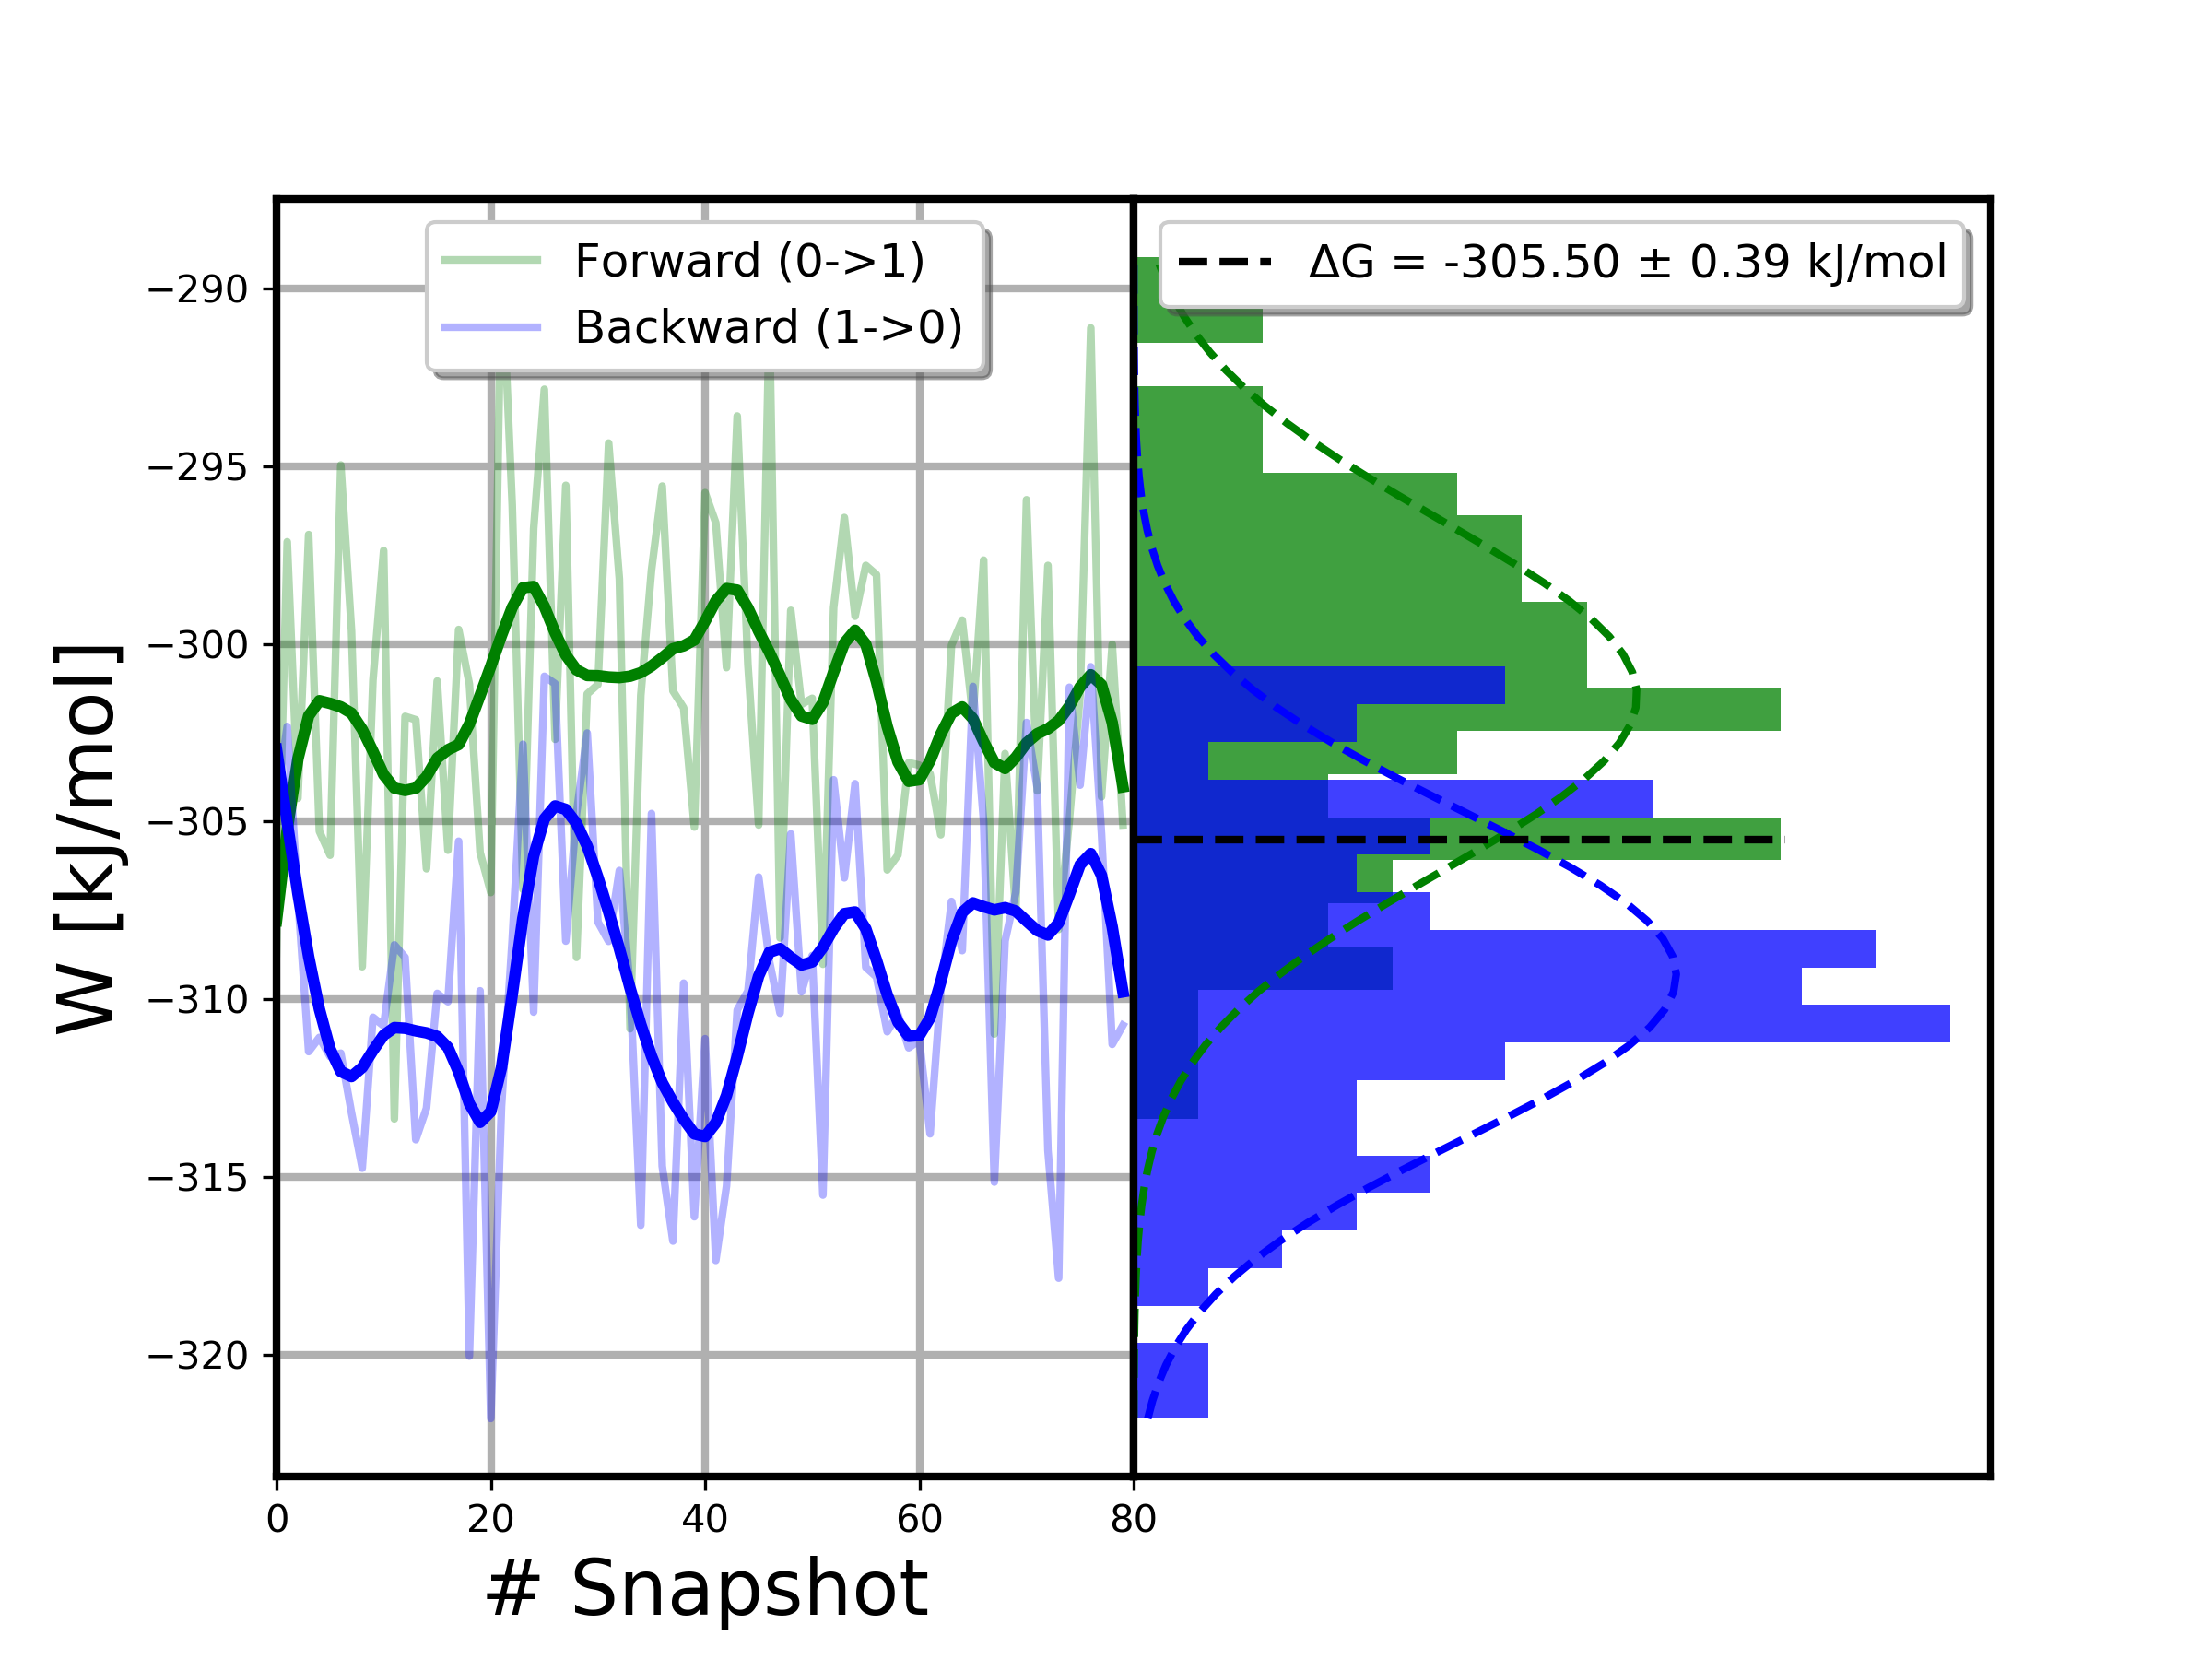 Forward (0->1)
Backward (1->0)
ΔG = -305.50 ± 0.39 kJ/mol
−290
−295
−300
−305
−310
−315
−320
W [kJ/mol]
0 20 40 60 80
# Snapshot